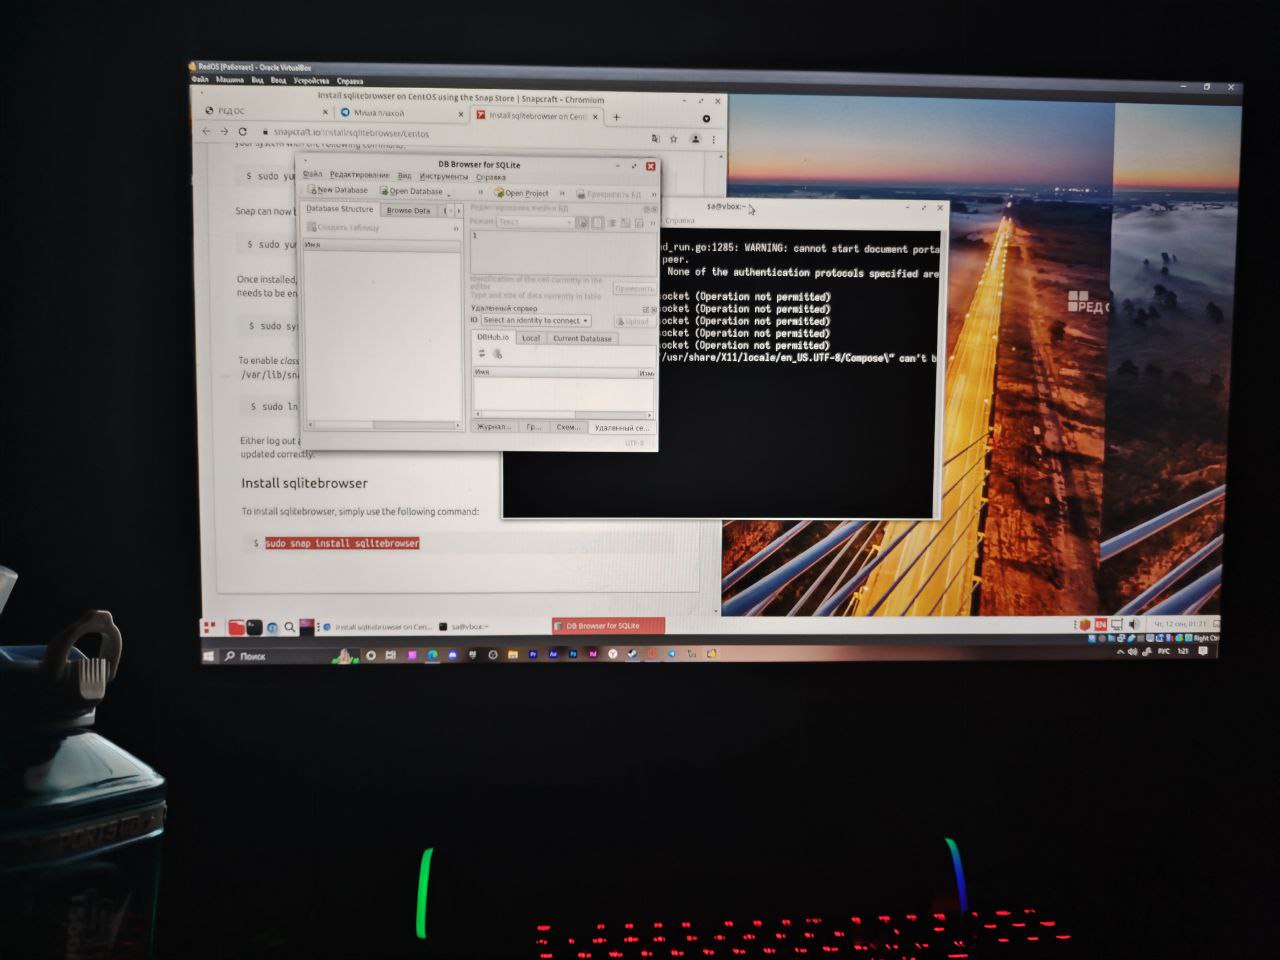 RedOS [Работает] - Oracle VirtualBox
Файл Машина Вид Ввод Устройства Справка
Install sqlitebrowser on CentOS using the Snap Store | Snapcraft - Chromium
РЕД ОС
Миша плахой
Install sqlitebrowser on Cent
snapcraft.io/install/sqlitebrowser/centos
your system with the following command:
$ sudo yu
Snap can now b
$ sudo yu
Once installed,
needs to be en
$ sudo sy
To enable classi
/var/lib/sna
$ sudo ln
Either log out a
updated correctly.
Install sqlitebrowser
To install sqlitebrowser, simply use the following command:
$ sudo snap install sqlitebrowser
DB Browser for SQLite
Файл Редактирование Вид Инструменты Справка
New Database Open Database » Open Project » Прикрепить БД »
Database Structure Browse Data
Создать таблицу »
Имя
Редактирование ячейки БД
Режим: Текст
1
Identification of the cell currently in the
editor
Type and size of data currently in table
Применить
Удаленный сервер
ID Select an identity to connect Upload
DBHub.io Local Current Database
Имя Изме
Журнал... Гр... Схем... Удаленный се...
UTF-8
sa@vbox:~
Справка
nd_run.go:1285: WARNING: cannot start document porta
peer.
None of the authentication protocols specified are
ocket (Operation not permitted)
ocket (Operation not permitted)
ocket (Operation not permitted)
ocket (Operation not permitted)
ocket (Operation not permitted)
/usr/share/X11/locale/en_US.UTF-8/Compose\" can't b
РЕД О
Install sqlitebrowser on Cen... sa@vbox:~ DB Browser for SQLite EN Чт, 12 сен, 01:21
Right Ctrl
Поиск РУС 1:21